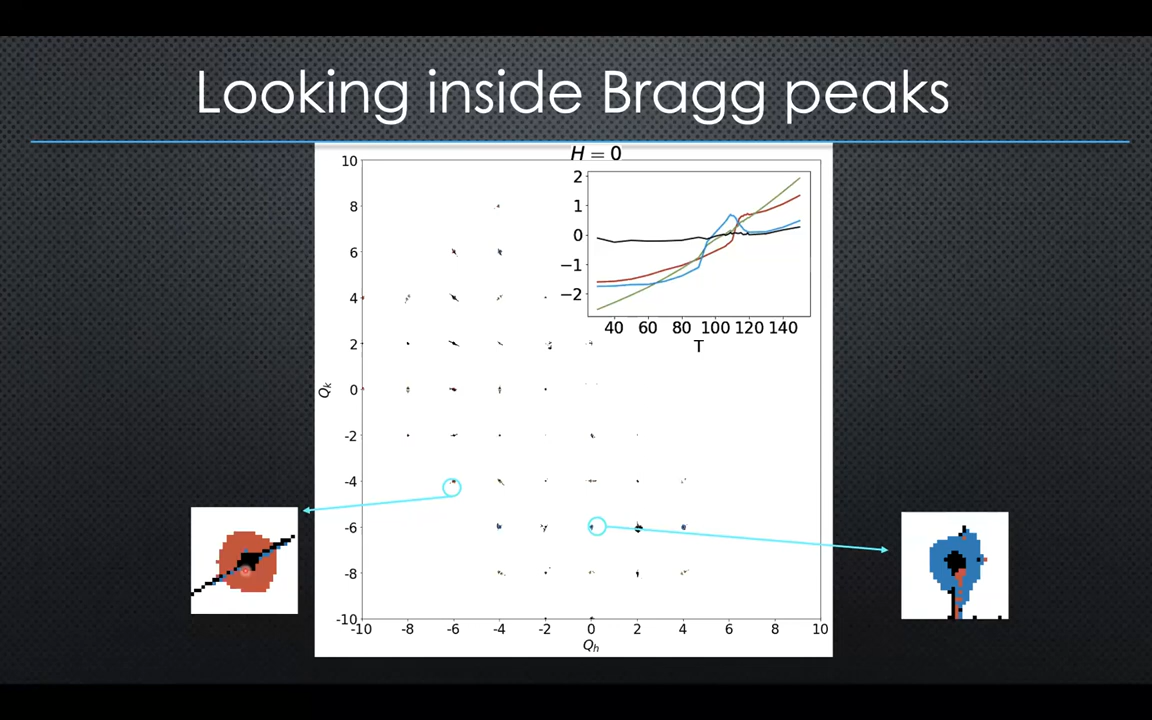 Looking inside Bragg peaks
H = 0
10
8
6
4
2
0
-2
-4
-6
-8
-10
Q_k
-10 -8 -6 -4 -2 0 2 4 6 8 10
Q_h
2
1
0
−1
−2
40 60 80 100 120 140
T